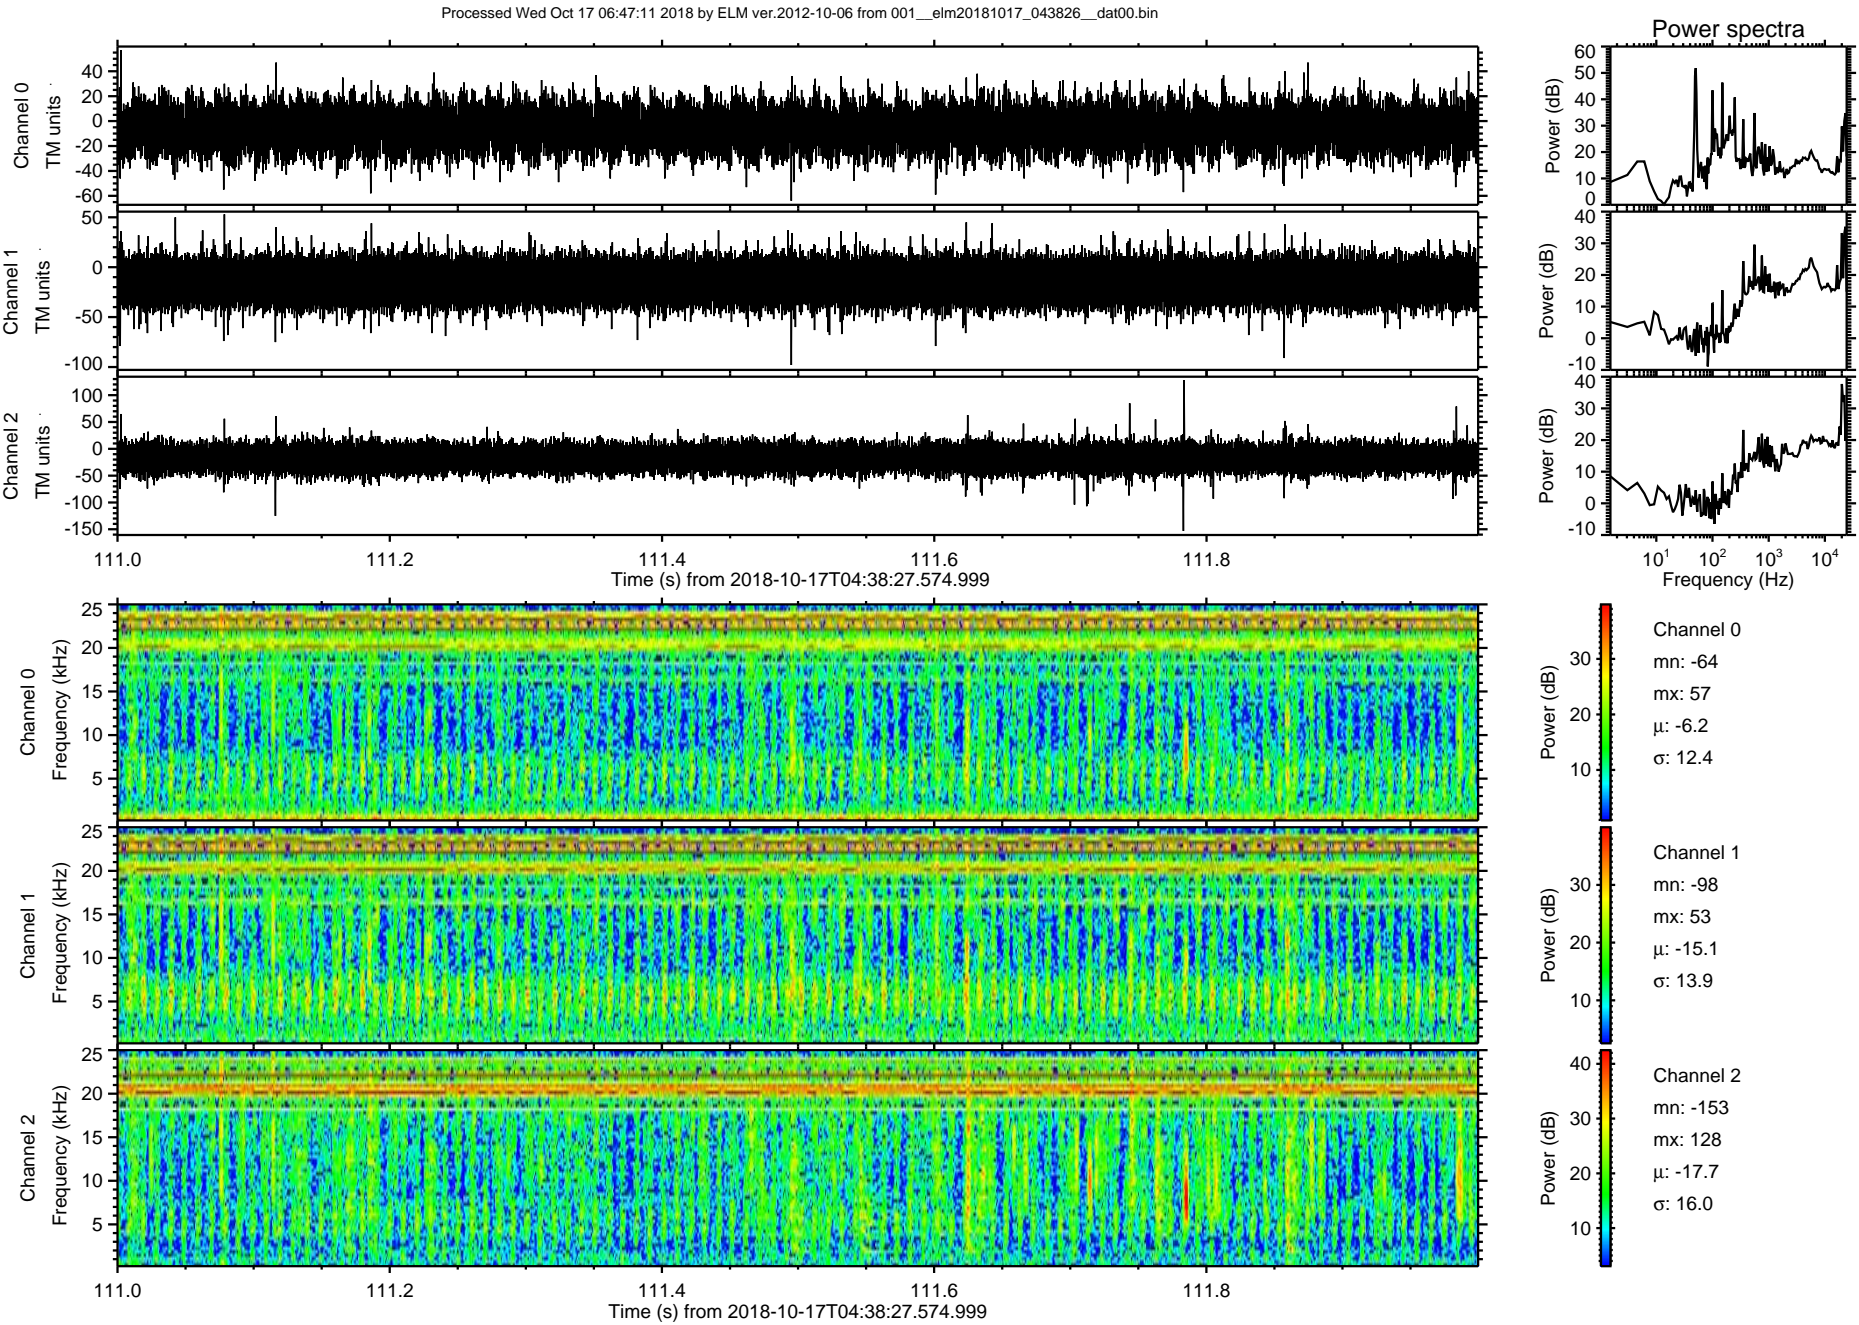 Processed Wed Oct 17 06:47:11 2018 by ELM ver.2012-10-06 from 001__elm20181017_043826__dat00.bin
Power spectra
Channel 0
TM units
40
20
0
-20
-40
-60
Power (dB)
60
50
40
30
20
10
0
Channel 1
TM units
50
0
-50
-100
Power (dB)
40
30
20
10
0
-10
Channel 2
TM units
100
50
0
-50
-100
-150
Power (dB)
40
30
20
10
0
-10
111.0 111.2 111.4 111.6 111.8
Time (s) from 2018-10-17T04:38:27.574.999
10¹ 10² 10³ 10⁴
Frequency (Hz)
Channel 0
Frequency (kHz)
25
20
15
10
5
Power (dB)
30
20
10
Channel 0
mn: -64
mx: 57
µ: -6.2
σ: 12.4
Channel 1
Frequency (kHz)
25
20
15
10
5
Power (dB)
30
20
10
Channel 1
mn: -98
mx: 53
µ: -15.1
σ: 13.9
Channel 2
Frequency (kHz)
25
20
15
10
5
Power (dB)
40
30
20
10
Channel 2
mn: -153
mx: 128
µ: -17.7
σ: 16.0
111.0 111.2 111.4 111.6 111.8
Time (s) from 2018-10-17T04:38:27.574.999